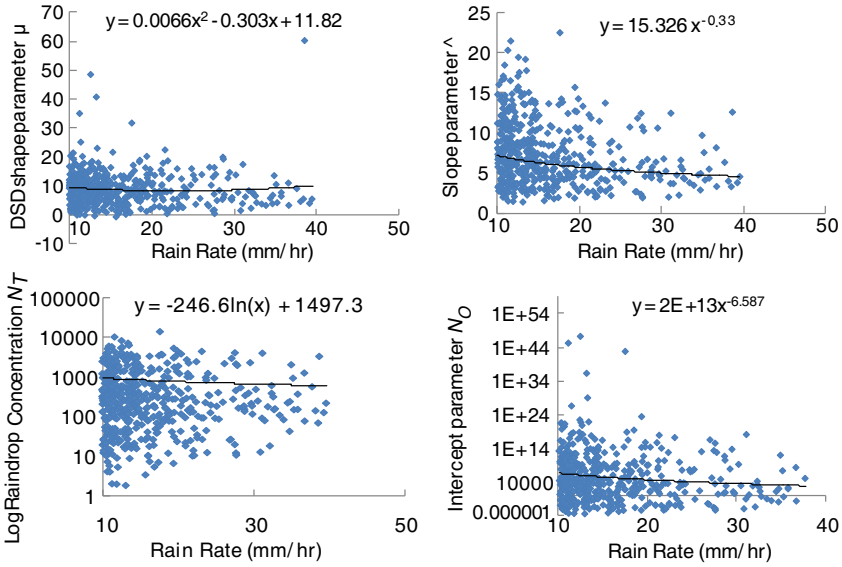 y = 0.0066x² - 0.303x + 11.82
DSD shape parameter μ
70
60
50
40
30
20
10
0
-10
10 20 30 40 50
Rain Rate (mm/ hr)
y = 15.326 x^-0.33
Slope parameter ^
25
20
15
10
5
0
10 20 30 40 50
Rain Rate (mm/ hr)
y = -246.6ln(x) + 1497.3
Log Raindrop Concentration N_T
100000
10000
1000
100
10
1
10 30 50
Rain Rate (mm/ hr)
y = 2E + 13x^-6.587
Intercept parameter N_O
1E+54
1E+44
1E+34
1E+24
1E+14
10000
0.000001
10 20 30 40
Rain Rate (mm/ hr)